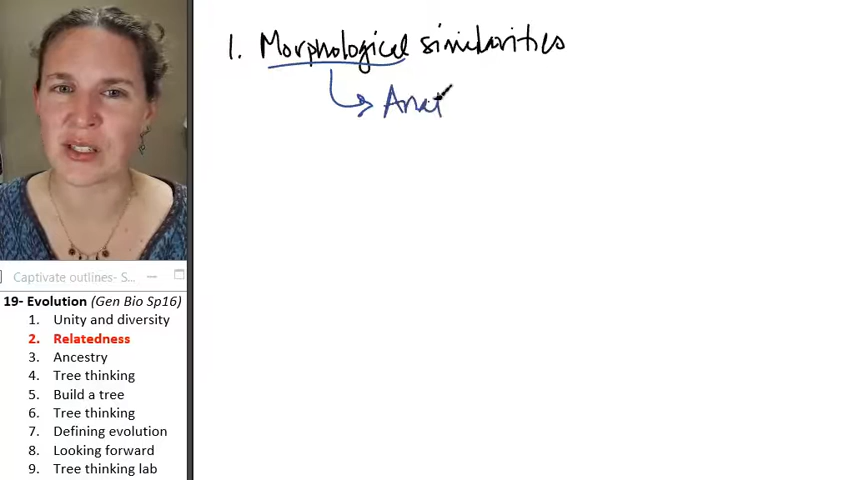 1. Morphological similarities
Anat
Captivate outlines- S...
19- Evolution (Gen Bio Sp16)
1. Unity and diversity
2. Relatedness
3. Ancestry
4. Tree thinking
5. Build a tree
6. Tree thinking
7. Defining evolution
8. Looking forward
9. Tree thinking lab